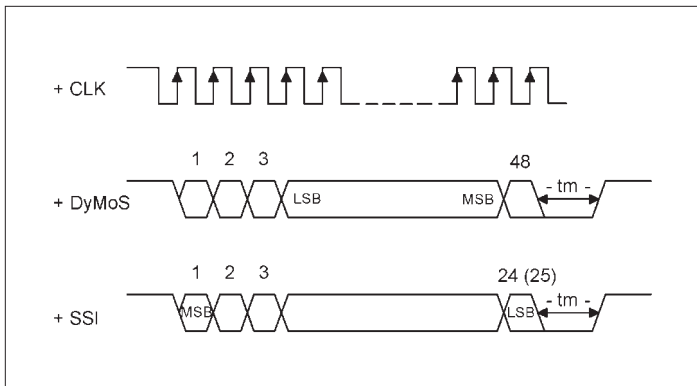 + CLK
1 2 3 48
+ DyMoS LSB MSB - tm -
1 2 3 24 (25)
+ SSI MSB LSB - tm -